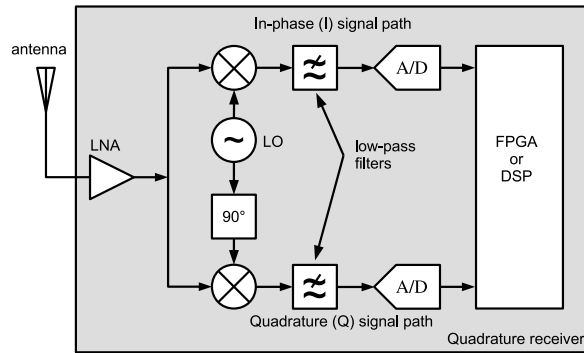 In-phase (I) signal path
antenna
A/D
LNA
LO
low-pass
filters
FPGA
or
DSP
90°
A/D
Quadrature (Q) signal path
Quadrature receiver